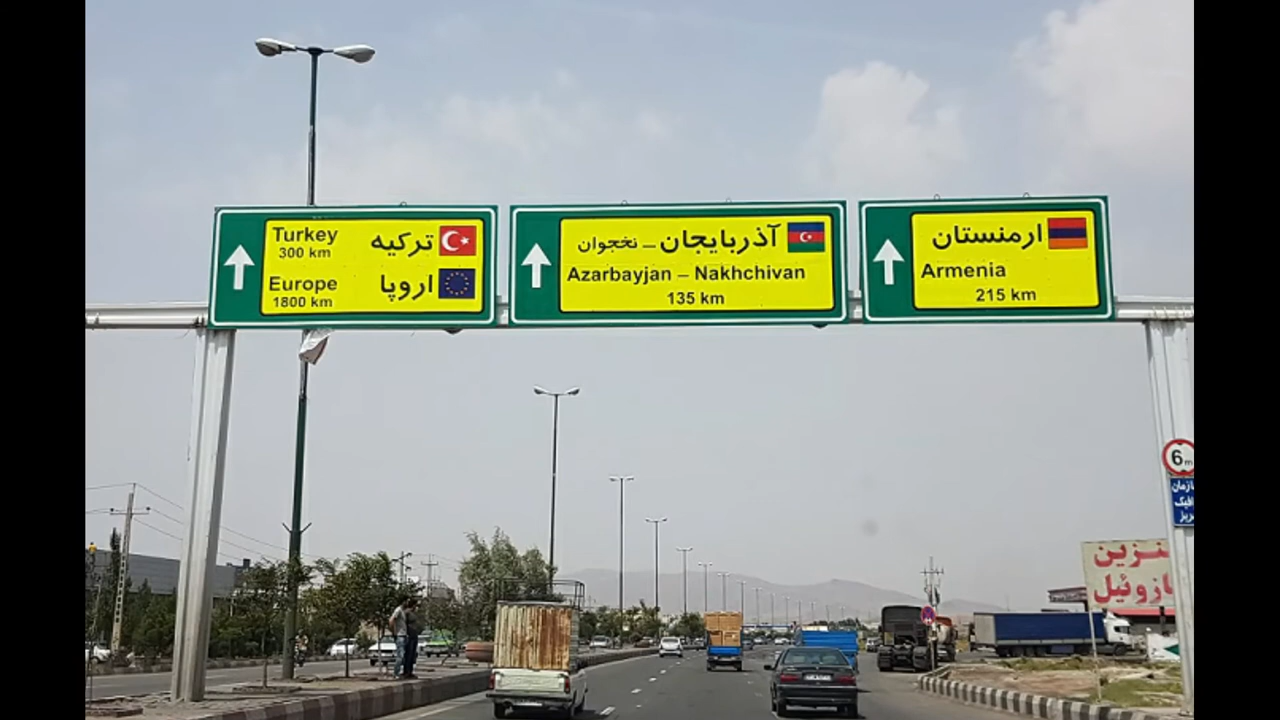 Turkey ترکیه
300 km
Europe اروپا
1800 km
آذربایجان – نخجوان
Azarbayjan – Nakhchivan
135 km
ارمنستان
Armenia
215 km
6m